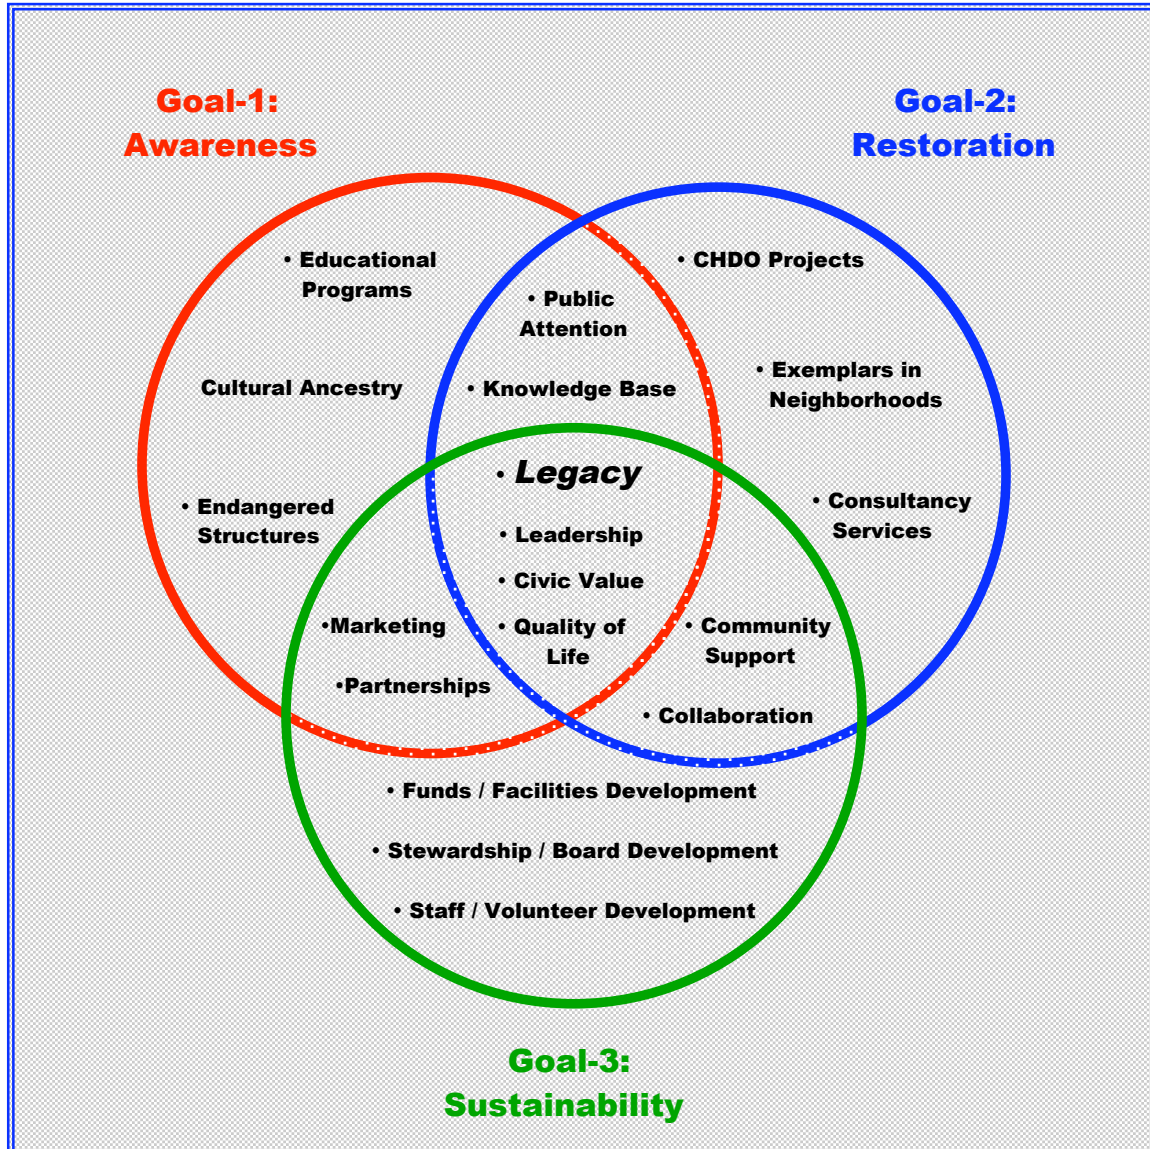 Goal-1:
Awareness
Goal-2:
Restoration
• Educational
Programs
• CHDO Projects
• Public
Attention
Cultural Ancestry
• Knowledge Base
• Exemplars in
Neighborhoods
• Legacy
• Endangered
Structures
• Consultancy
Services
• Leadership
• Civic Value
• Quality of
Life
•Marketing
•Partnerships
• Community
Support
• Collaboration
• Funds / Facilities Development
• Stewardship / Board Development
• Staff / Volunteer Development
Goal-3:
Sustainability